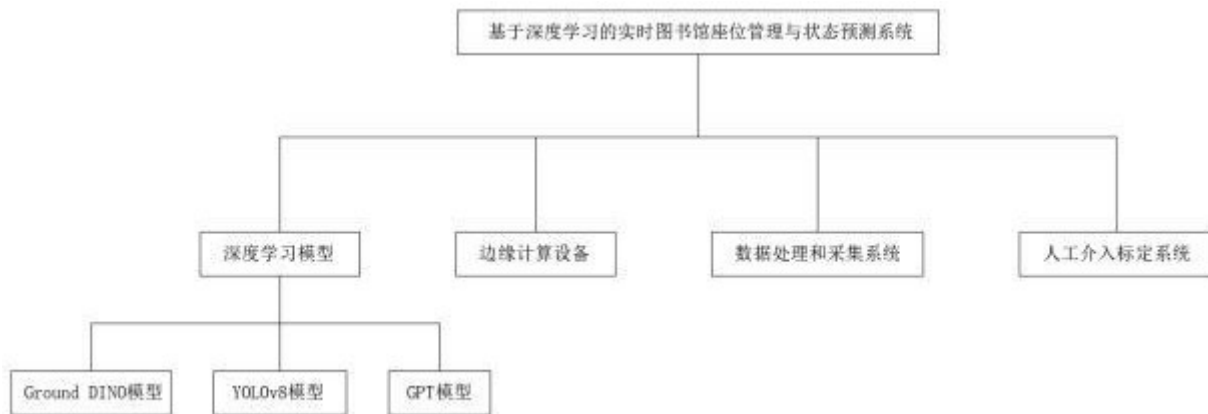 基于深度学习的实时图书馆座位管理与状态预测系统
深度学习模型
边缘计算设备
数据处理和采集系统
人工介入标定系统
Ground DINO模型
YOLOv8模型
GPT模型